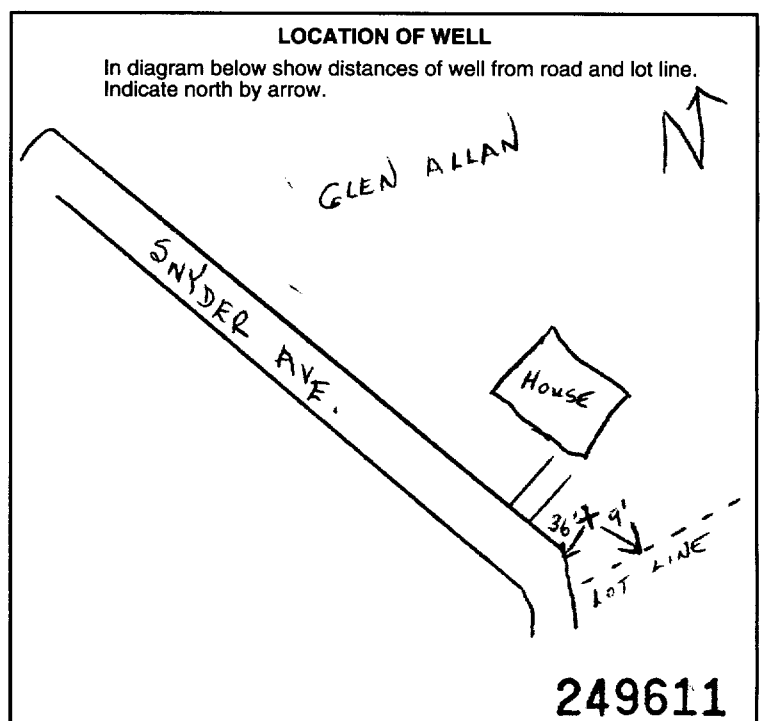 LOCATION OF WELL
In diagram below show distances of well from road and lot line.
Indicate north by arrow.
N
GLEN ALLAN
SNYDER AVE.
HOUSE
36' 9'
LOT LINE
249611